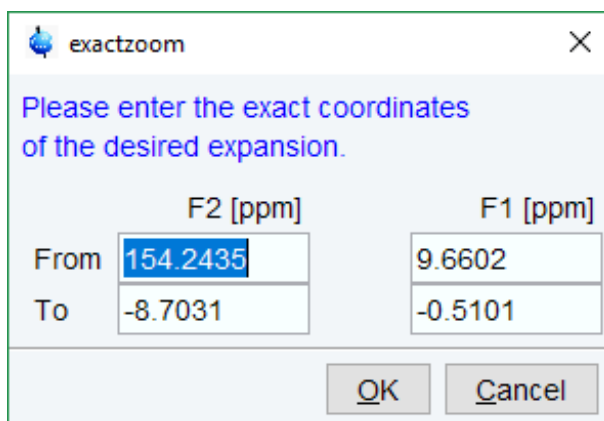 exactzoom
Please enter the exact coordinates
of the desired expansion.
F2 [ppm] F1 [ppm]
From 154.2435 9.6602
To -8.7031 -0.5101
OK Cancel